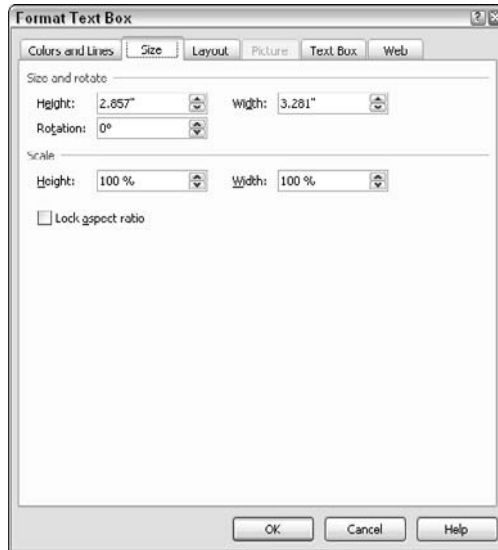 Format Text Box
Colors and Lines Size Layout Picture Text Box Web
Size and rotate
Height: 2.857" Width: 3.281"
Rotation: 0°
Scale
Height: 100 % Width: 100 %
Lock aspect ratio
OK Cancel Help